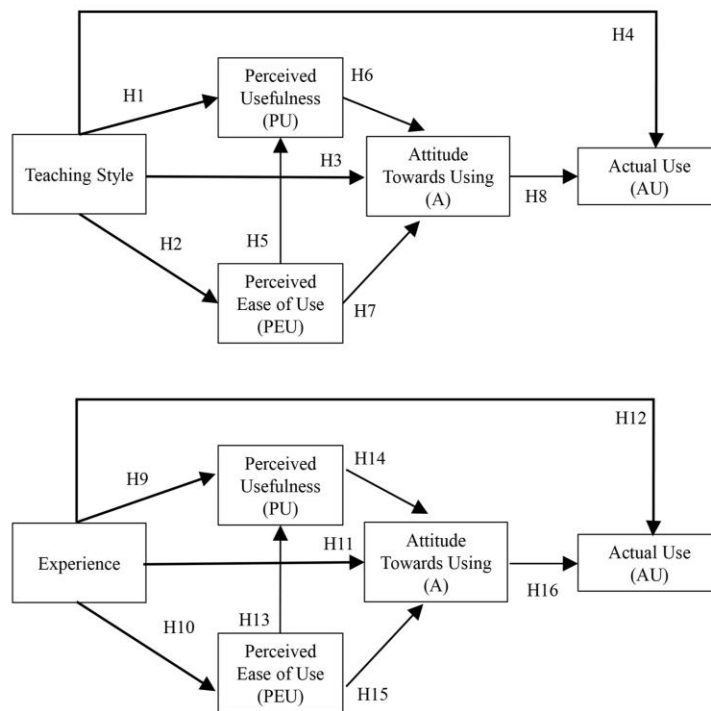 H4
Perceived
Usefulness
(PU)
H6
H1
Teaching Style
H3
Attitude
Towards Using
(A)
H8
Actual Use
(AU)
H2
H5
Perceived
Ease of Use
(PEU)
H7
H12
Perceived
Usefulness
(PU)
H14
H9
Experience
H11
Attitude
Towards Using
(A)
H16
Actual Use
(AU)
H10
H13
Perceived
Ease of Use
(PEU)
H15